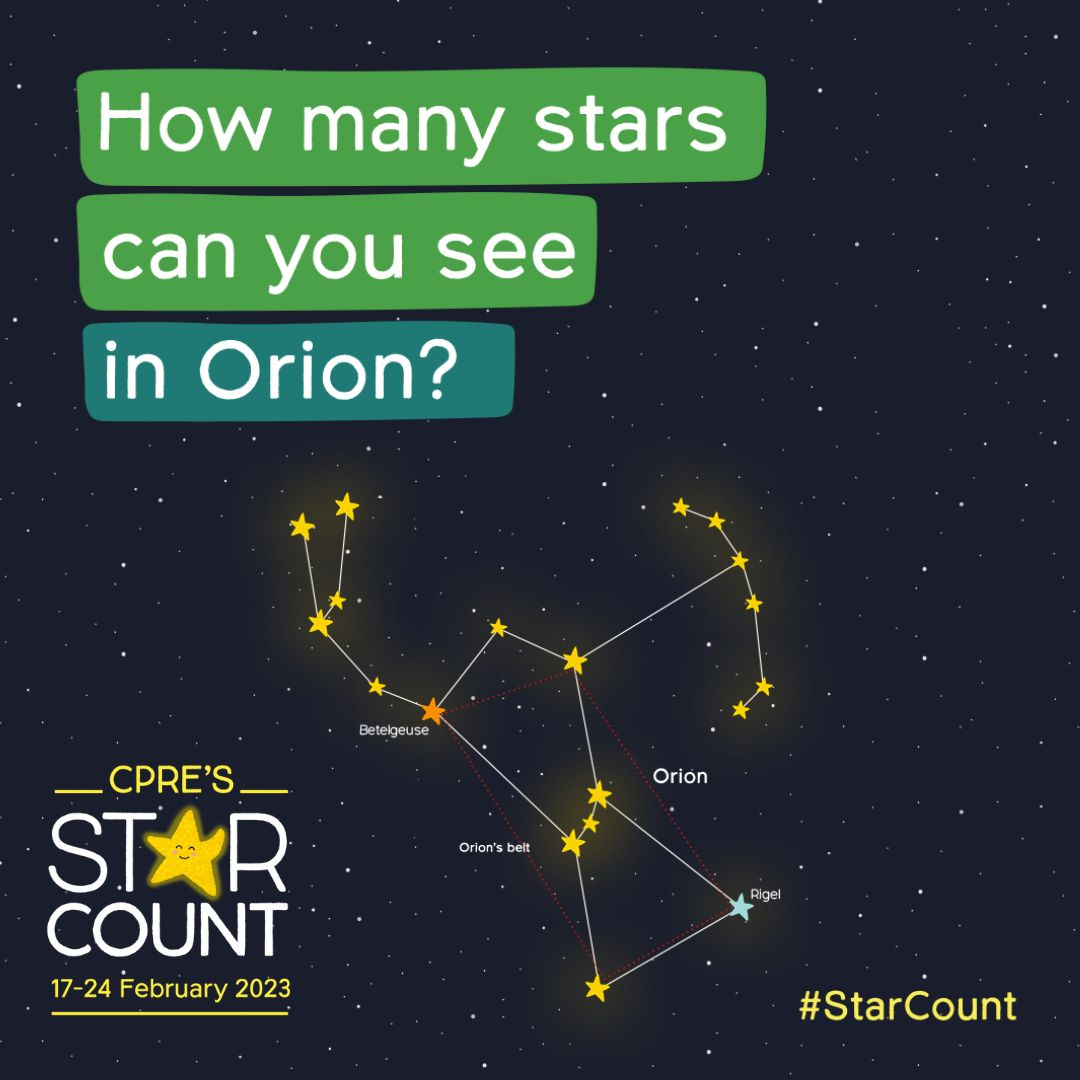 How many stars
can you see
in Orion?
Betelgeuse
Orion
Orion's belt
Rigel
CPRE'S
STAR
COUNT
17-24 February 2023
#StarCount